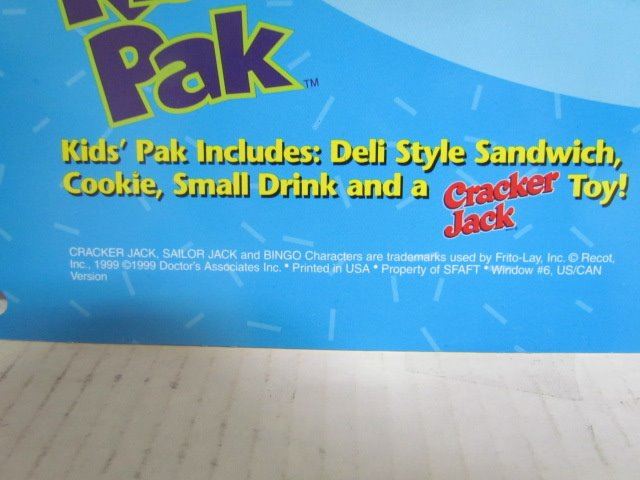 Pak™
Kids' Pak Includes: Deli Style Sandwich,
Cookie, Small Drink and a Cracker Jack Toy!
CRACKER JACK, SAILOR JACK and BINGO Characters are trademarks used by Frito-Lay, Inc. © Recot,
Inc., 1999 ©1999 Doctor's Associates Inc. • Printed in USA • Property of SFAFT • Window #6, US/CAN
Version